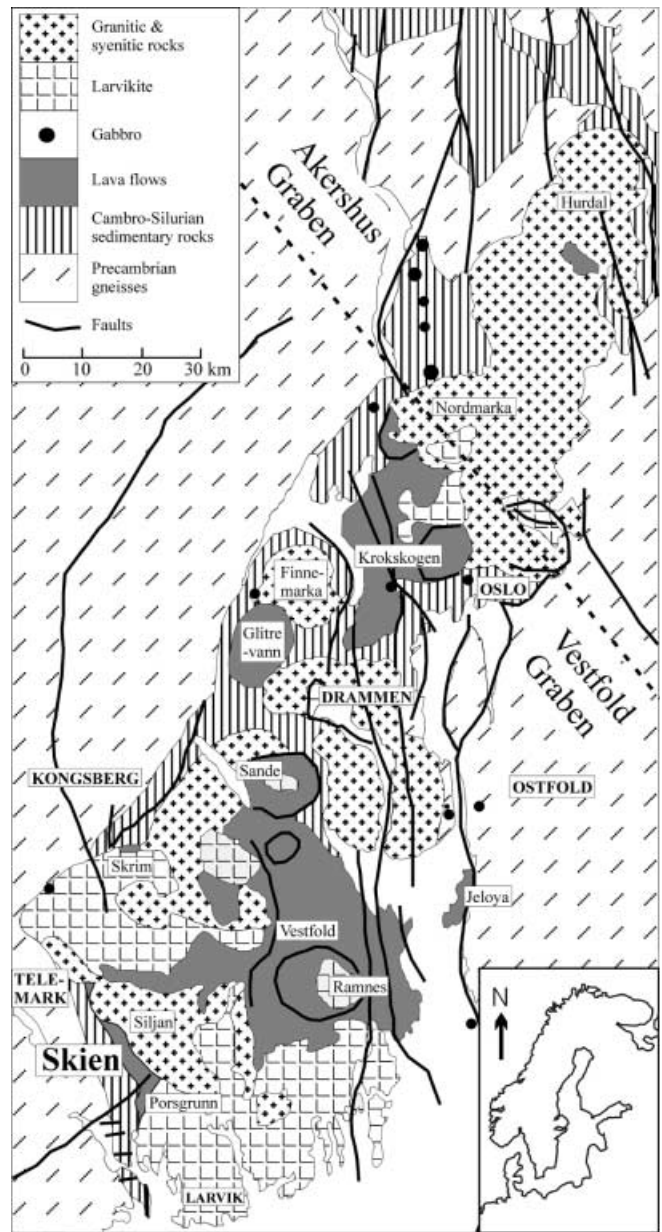 Granitic &
syenitic rocks
Larvikite
Gabbro
Lava flows
Cambro-Silurian
sedimentary rocks
Precambrian
gneisses
Faults
0 10 20 30 km
Akershus
Graben
Hurdal
Nordmarka
Krokskogen
Finne-
marka
OSLO
Glitre
-vann
Vestfold
Graben
DRAMMEN
KONGSBERG
Sande
OSTFOLD
Skrim
Jeloya
Vestfold
TELE-
MARK
Ramnes
Siljan
Skien
Porsgrunn
LARVIK
N